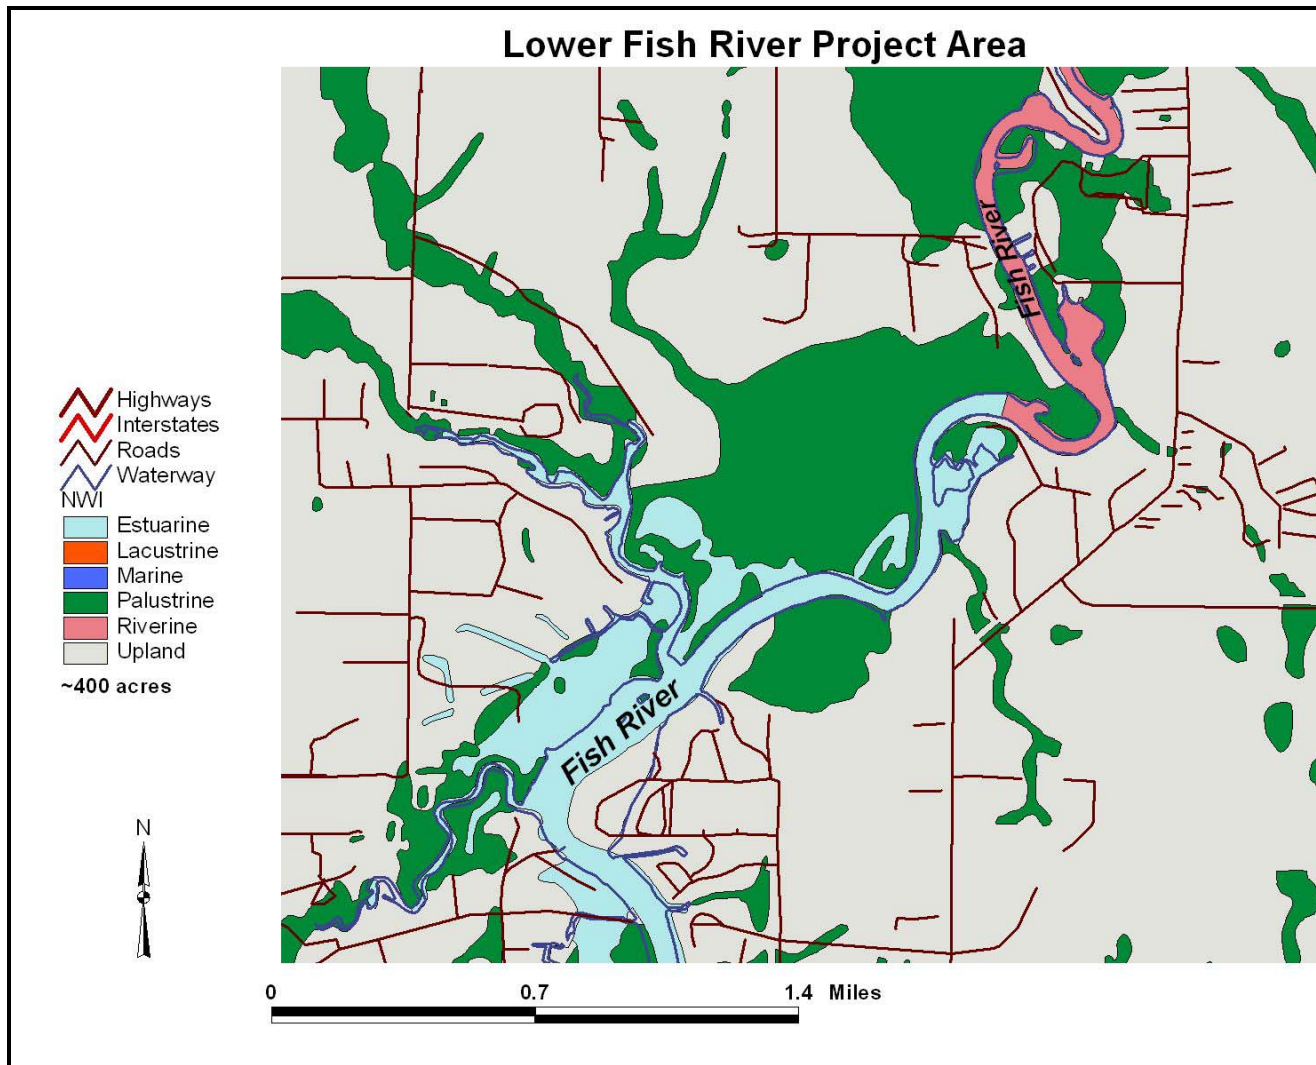 Lower Fish River Project Area
Fish River
Highways
Interstates
Roads
Waterway
NWI
Estuarine
Lacustrine
Marine
Palustrine
Riverine
Upland
~400 acres
Fish River
N
0 0.7 1.4 Miles